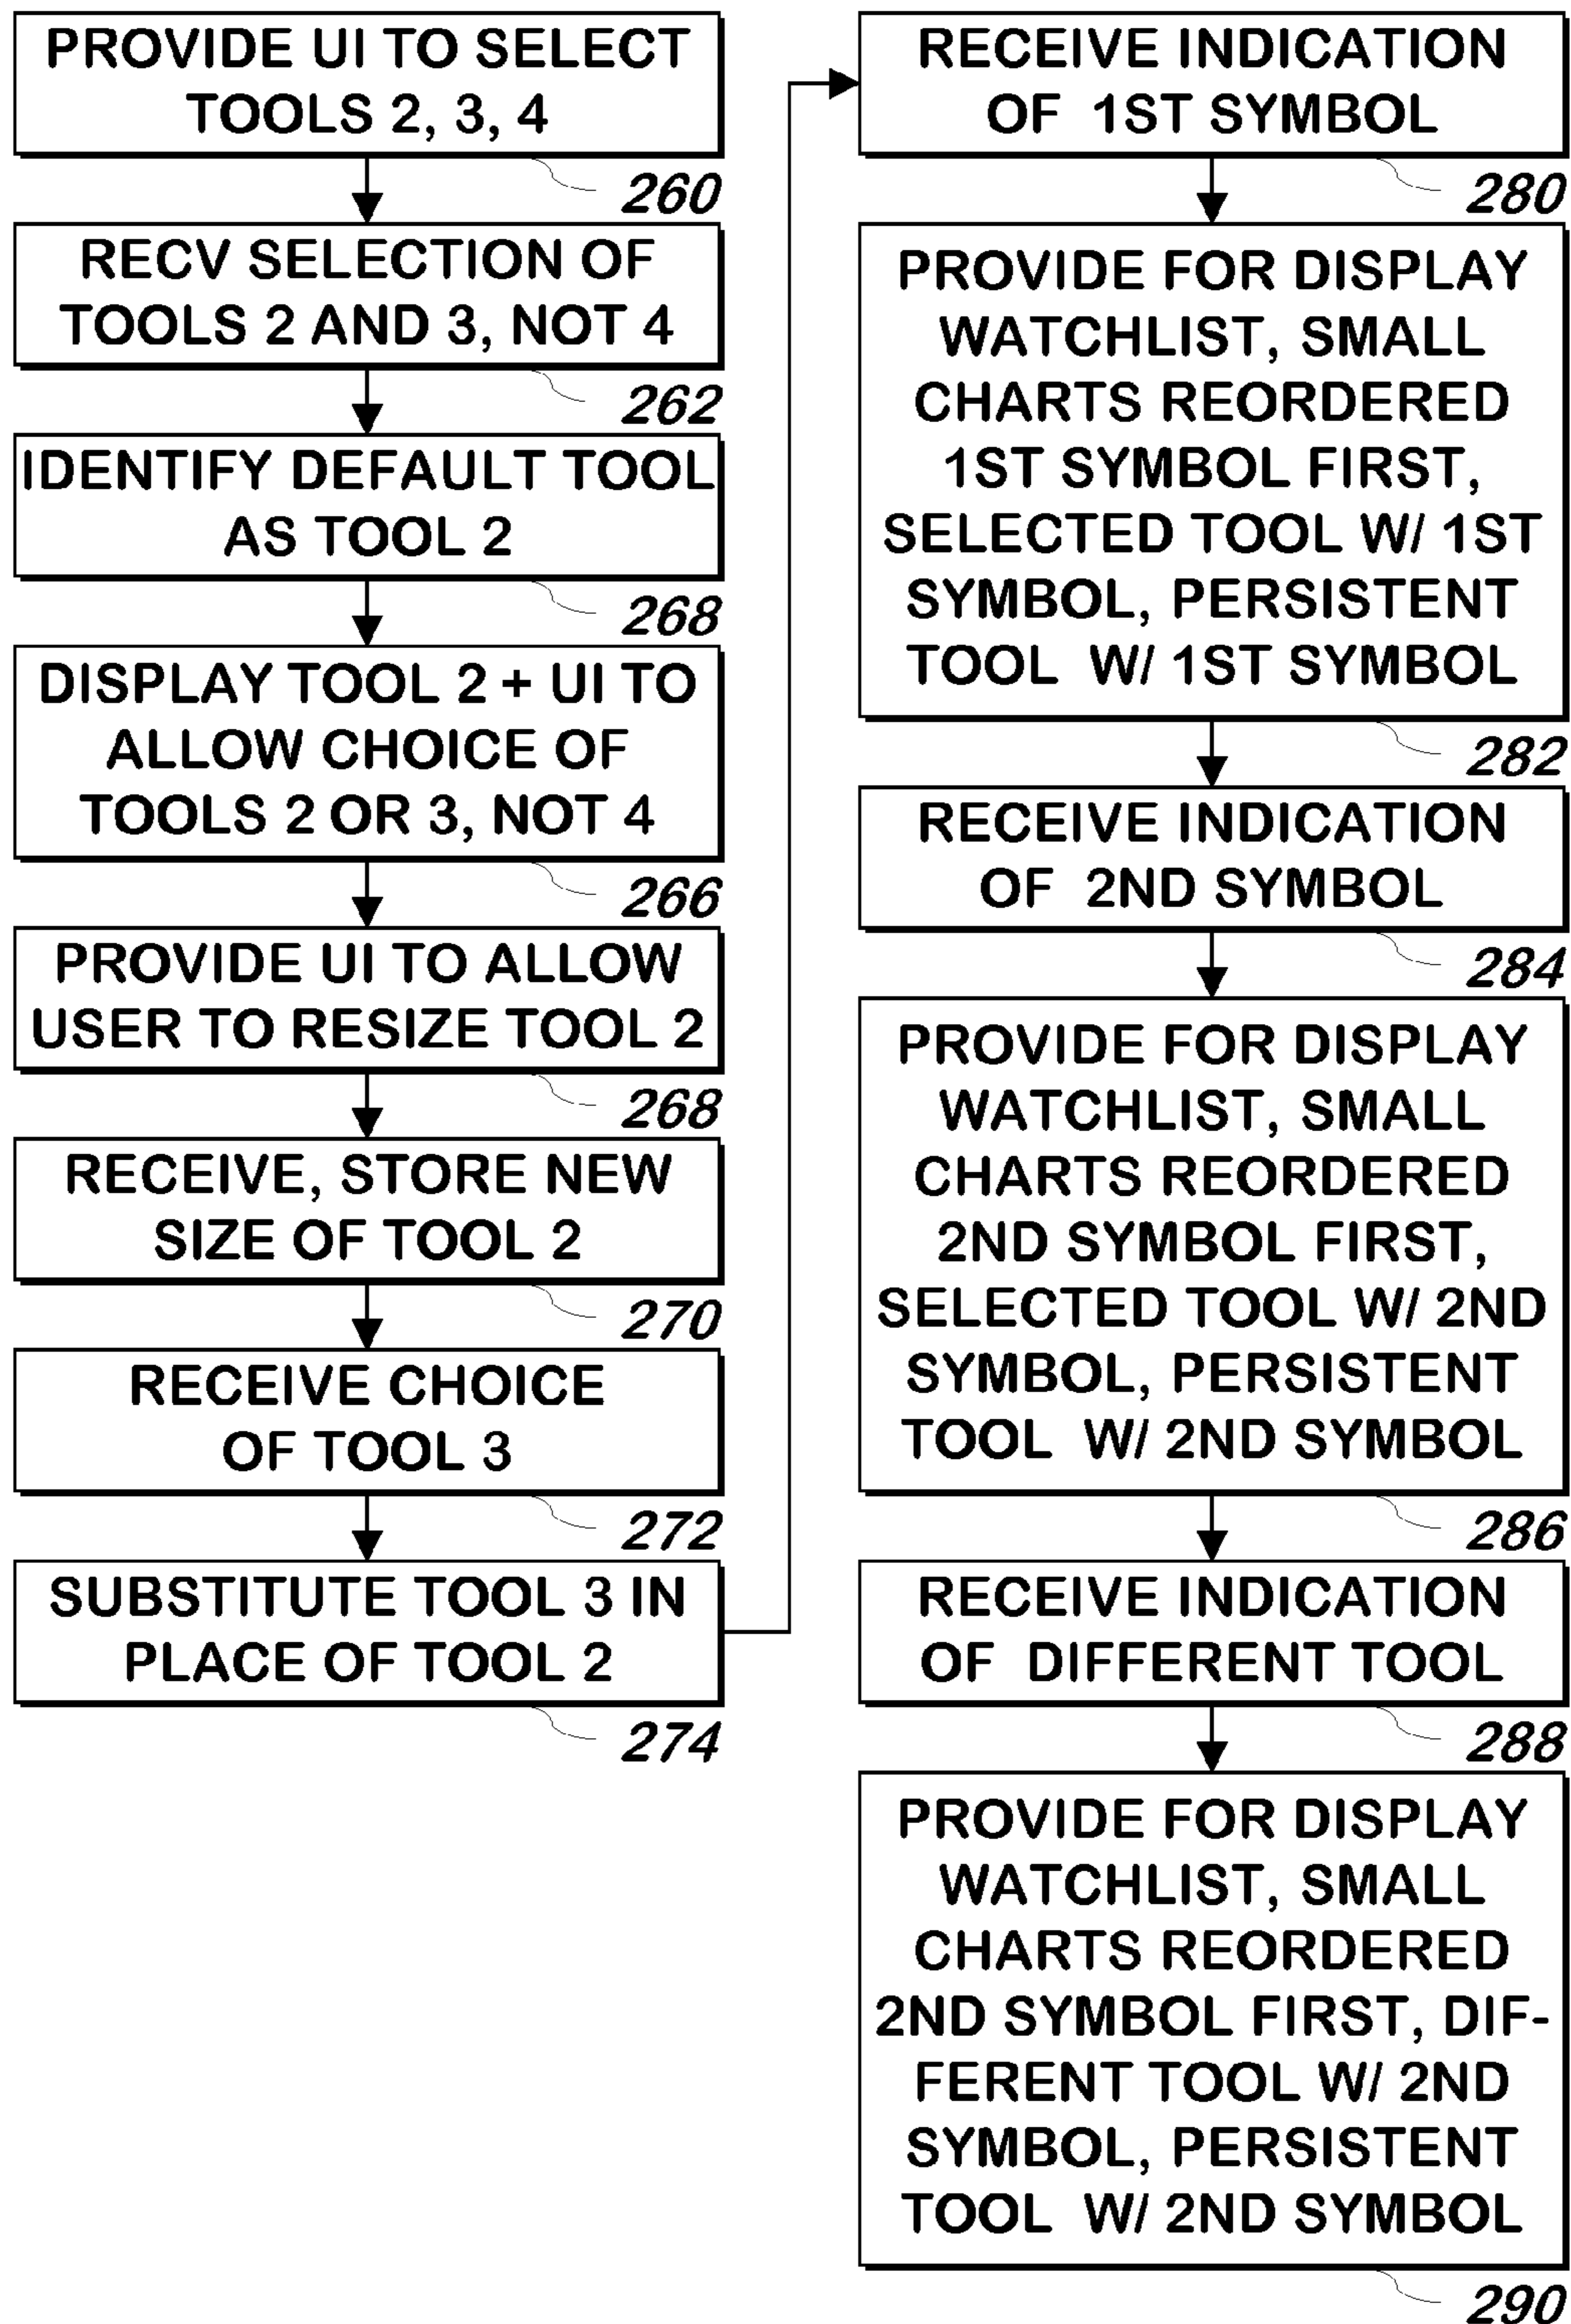 PROVIDE UI TO SELECT
TOOLS 2, 3, 4
260
RECV SELECTION OF
TOOLS 2 AND 3, NOT 4
262
IDENTIFY DEFAULT TOOL
AS TOOL 2
268
DISPLAY TOOL 2 + UI TO
ALLOW CHOICE OF
TOOLS 2 OR 3, NOT 4
266
PROVIDE UI TO ALLOW
USER TO RESIZE TOOL 2
268
RECEIVE, STORE NEW
SIZE OF TOOL 2
270
RECEIVE CHOICE
OF TOOL 3
272
SUBSTITUTE TOOL 3 IN
PLACE OF TOOL 2
274
RECEIVE INDICATION
OF 1ST SYMBOL
280
PROVIDE FOR DISPLAY
WATCHLIST, SMALL
CHARTS REORDERED
1ST SYMBOL FIRST,
SELECTED TOOL W/ 1ST
SYMBOL, PERSISTENT
TOOL W/ 1ST SYMBOL
282
RECEIVE INDICATION
OF 2ND SYMBOL
284
PROVIDE FOR DISPLAY
WATCHLIST, SMALL
CHARTS REORDERED
2ND SYMBOL FIRST,
SELECTED TOOL W/ 2ND
SYMBOL, PERSISTENT
TOOL W/ 2ND SYMBOL
286
RECEIVE INDICATION
OF DIFFERENT TOOL
288
PROVIDE FOR DISPLAY
WATCHLIST, SMALL
CHARTS REORDERED
2ND SYMBOL FIRST, DIF-
FERENT TOOL W/ 2ND
SYMBOL, PERSISTENT
TOOL W/ 2ND SYMBOL
290